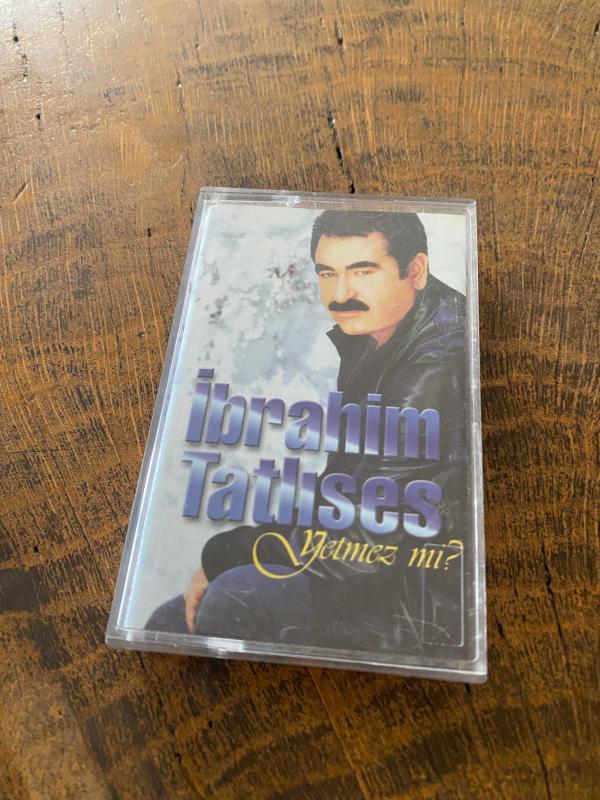 İbrahim
Tatlıses
Yetmez mi?